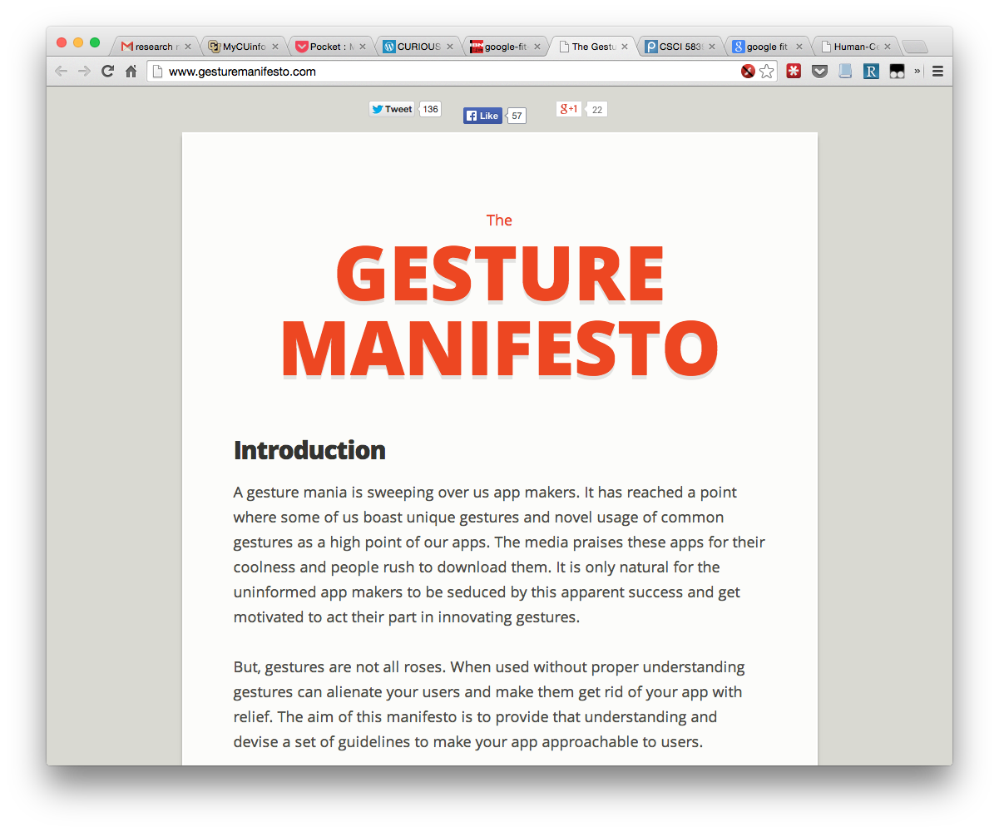 research
MyCUinfo
Pocket :
CURIOUS
google-fit-
The Gestu
CSCI 583
google fit
Human-Ce
www.gesturemanifesto.com
R
»
Tweet 136
Like 57
g+1 22
The
GESTURE
MANIFESTO
Introduction
A gesture mania is sweeping over us app makers. It has reached a point
where some of us boast unique gestures and novel usage of common
gestures as a high point of our apps. The media praises these apps for their
coolness and people rush to download them. It is only natural for the
uninformed app makers to be seduced by this apparent success and get
motivated to act their part in innovating gestures.
But, gestures are not all roses. When used without proper understanding
gestures can alienate your users and make them get rid of your app with
relief. The aim of this manifesto is to provide that understanding and
devise a set of guidelines to make your app approachable to users.